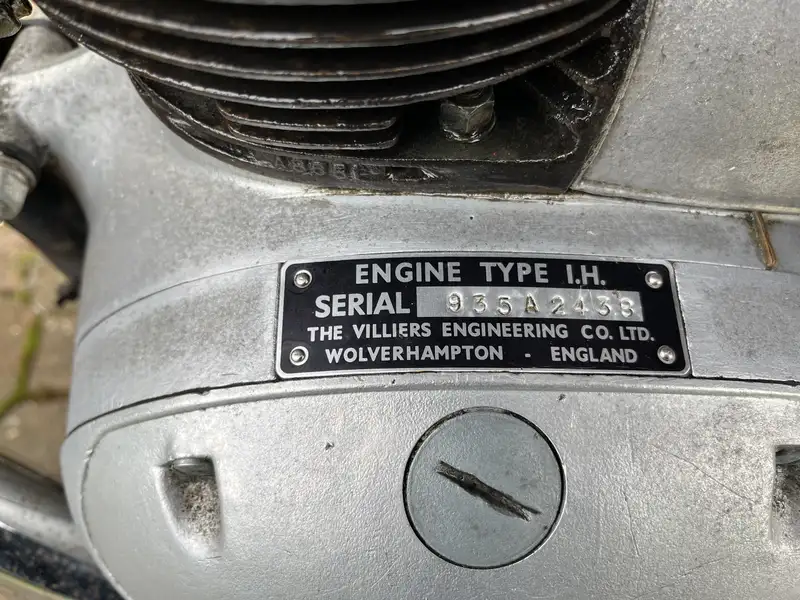 ENGINE TYPE I.H.
SERIAL 935A2438
THE VILLIERS ENGINEERING CO. LTD.
WOLVERHAMPTON - ENGLAND